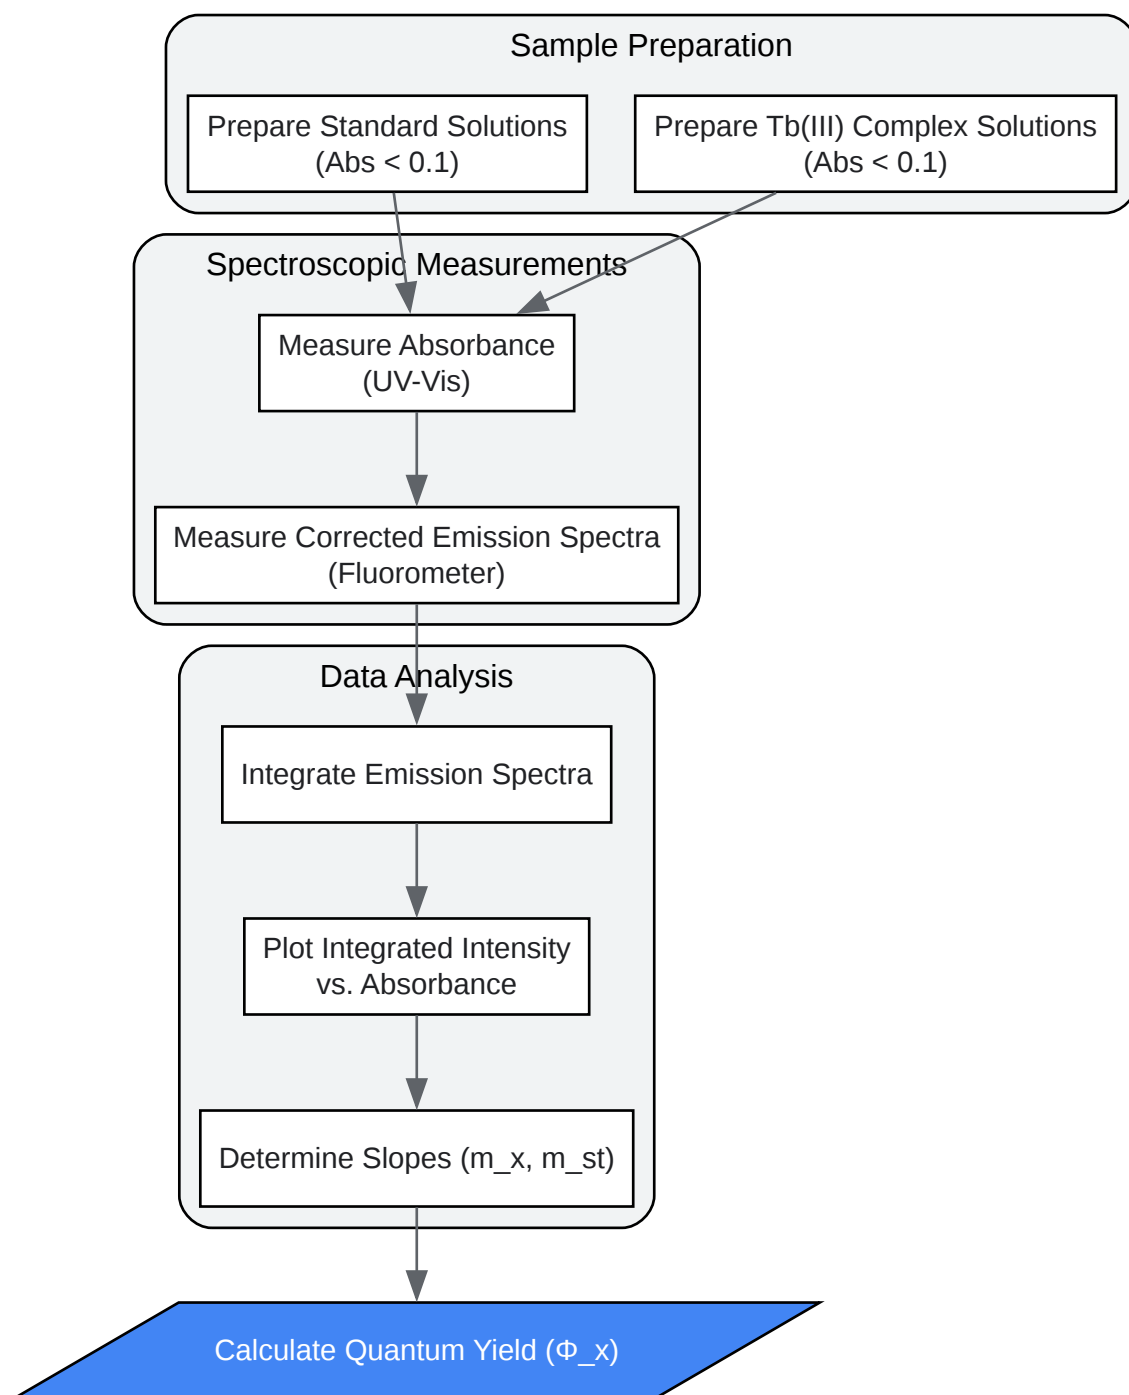 Sample Preparation
Prepare Standard Solutions
(Abs < 0.1)
Prepare Tb(III) Complex Solutions
(Abs < 0.1)
Spectroscopic Measurements
Measure Absorbance
(UV-Vis)
Measure Corrected Emission Spectra
(Fluorometer)
Data Analysis
Integrate Emission Spectra
Plot Integrated Intensity
vs. Absorbance
Determine Slopes (m_x, m_st)
Calculate Quantum Yield (Φ_x)